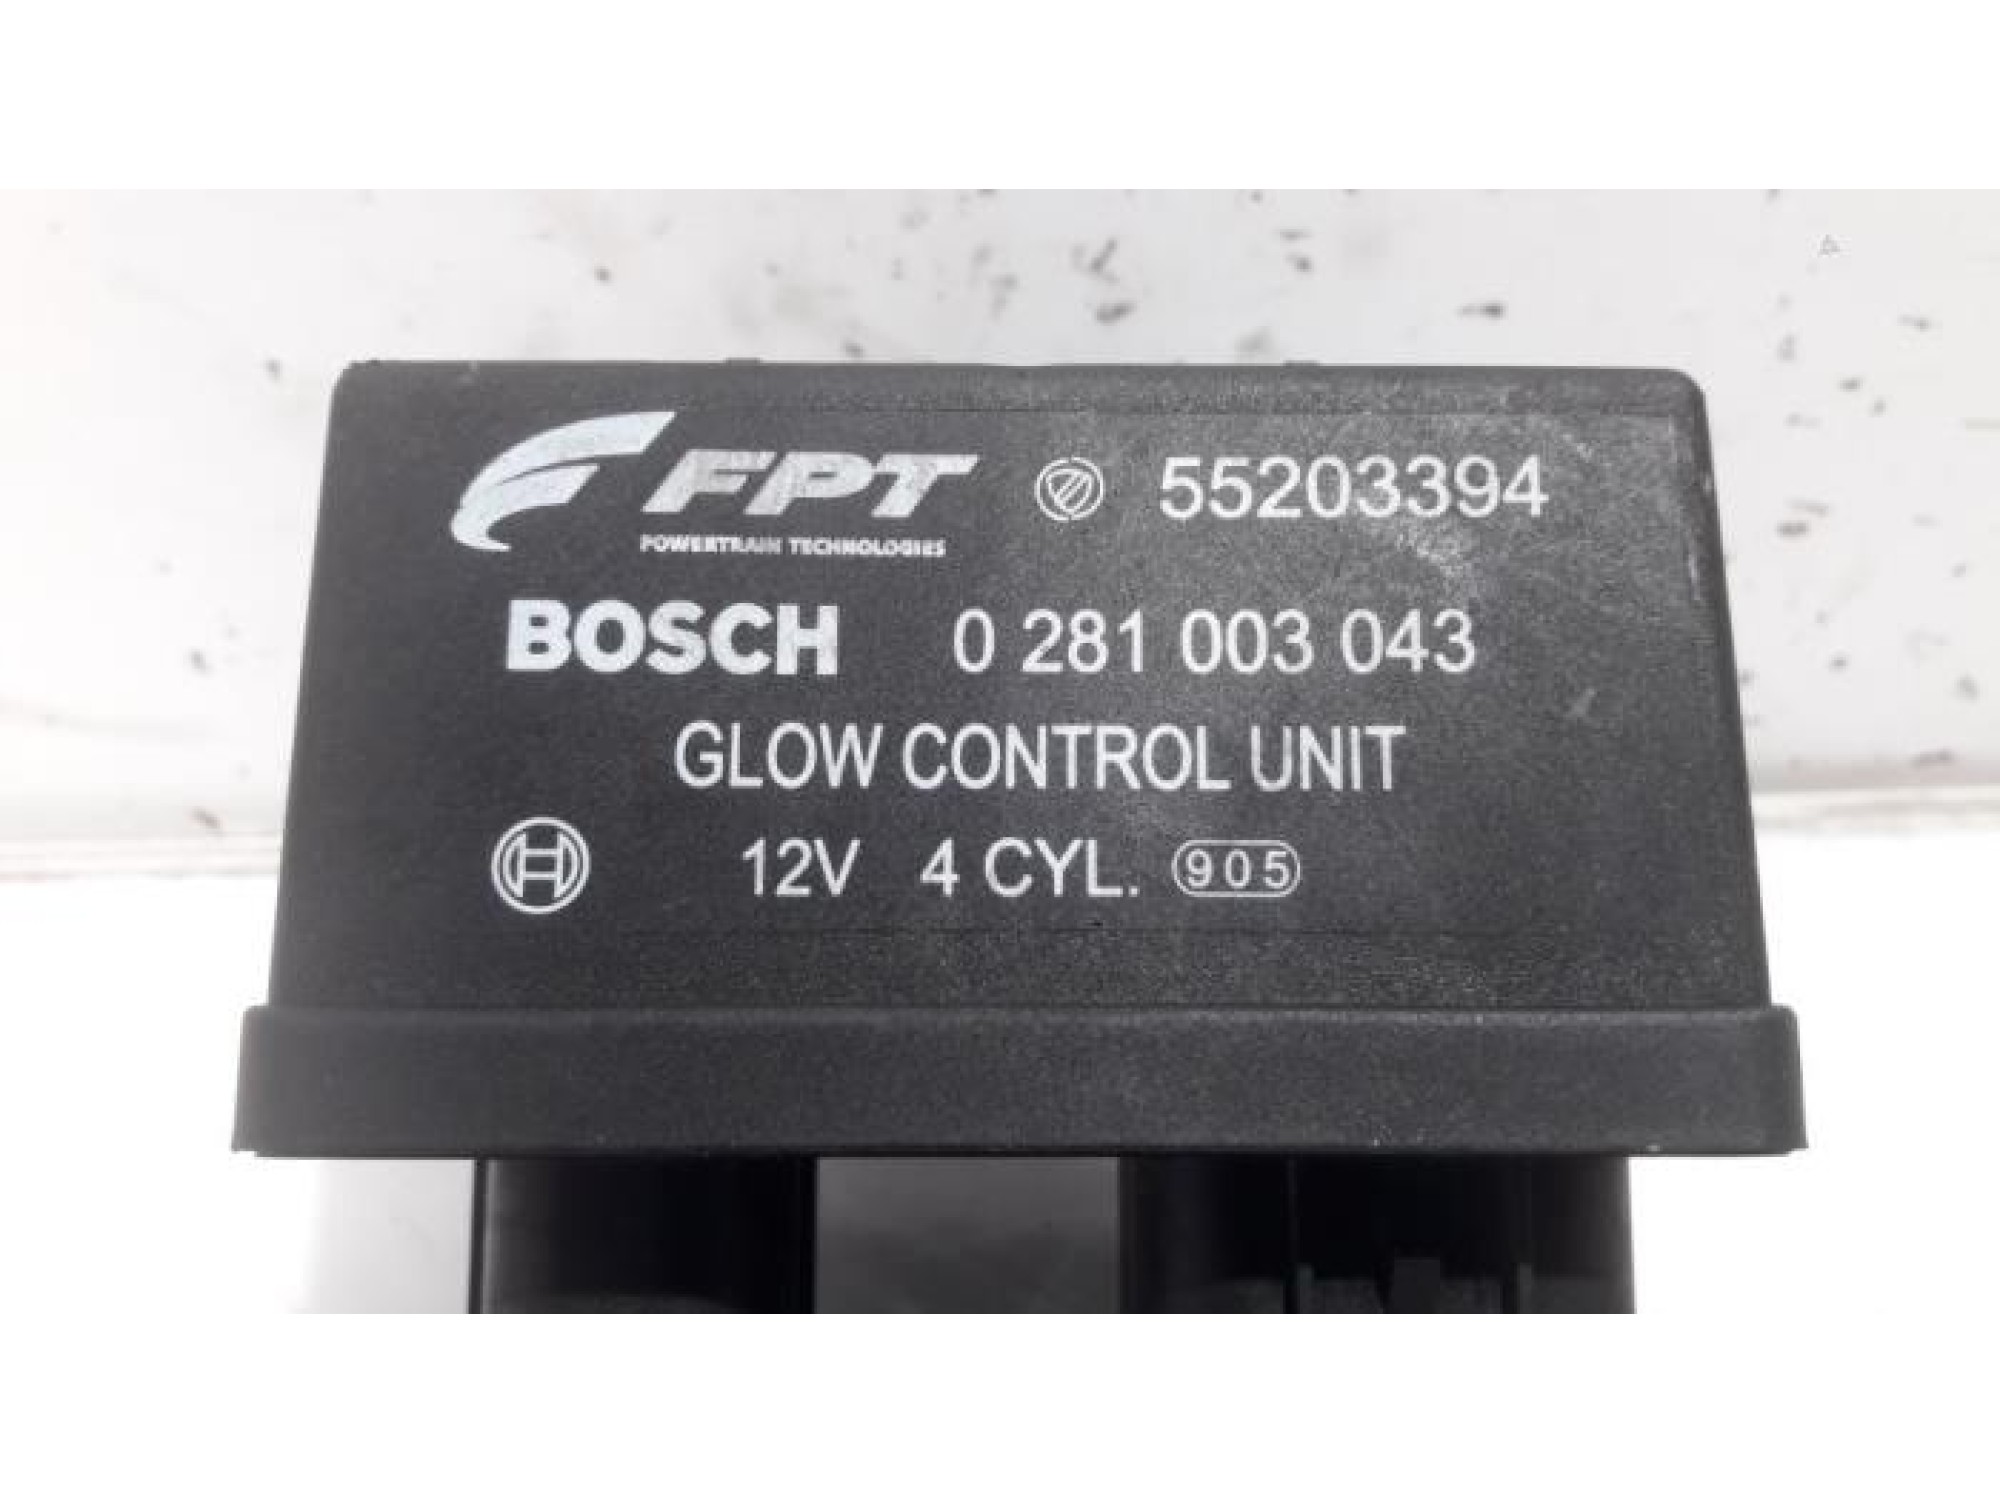 FPT 55203394
POWERTRAIN TECHNOLOGIES
BOSCH 0 281 003 043
GLOW CONTROL UNIT
12V 4 CYL. 905